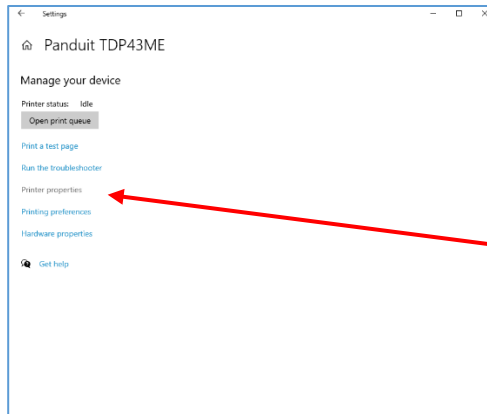 Settings
Panduit TDP43ME
Manage your device
Printer status: Idle
Open print queue
Print a test page
Run the troubleshooter
Printer properties
Printing preferences
Hardware properties
Get help